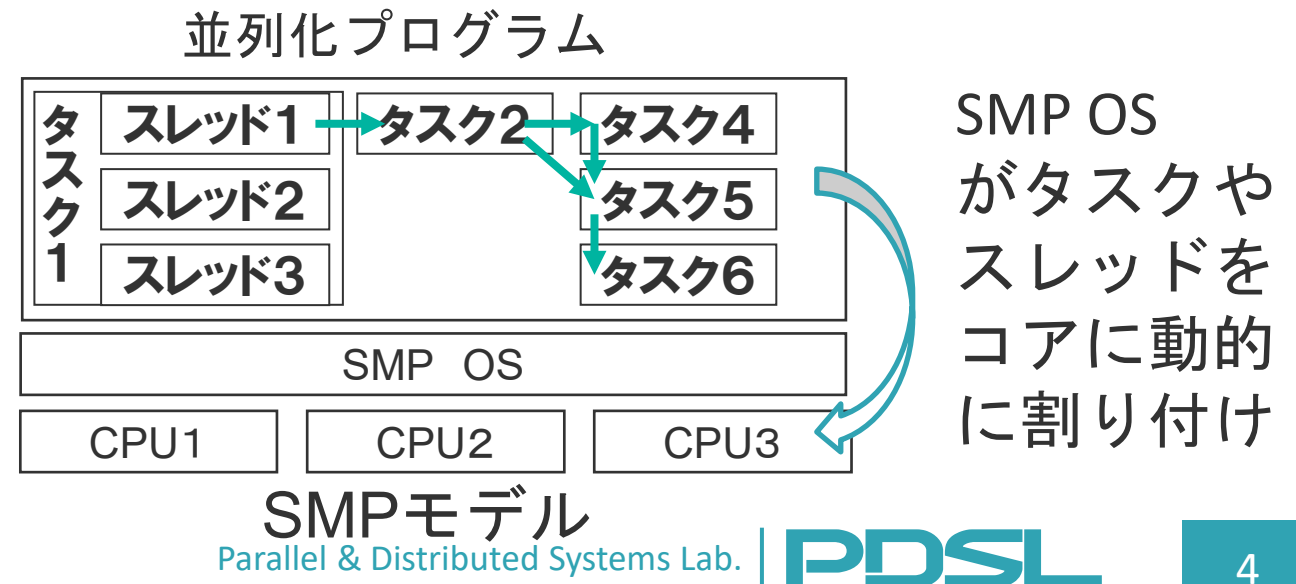 並列化プログラム
タスク1
スレッド1
タスク2
タスク4
スレッド2
タスク5
スレッド3
タスク6
SMP OS
CPU1
CPU2
CPU3
SMPモデル
SMP OS
がタスクや
スレッドを
コアに動的
に割り付け
Parallel & Distributed Systems Lab.
PDSL
4